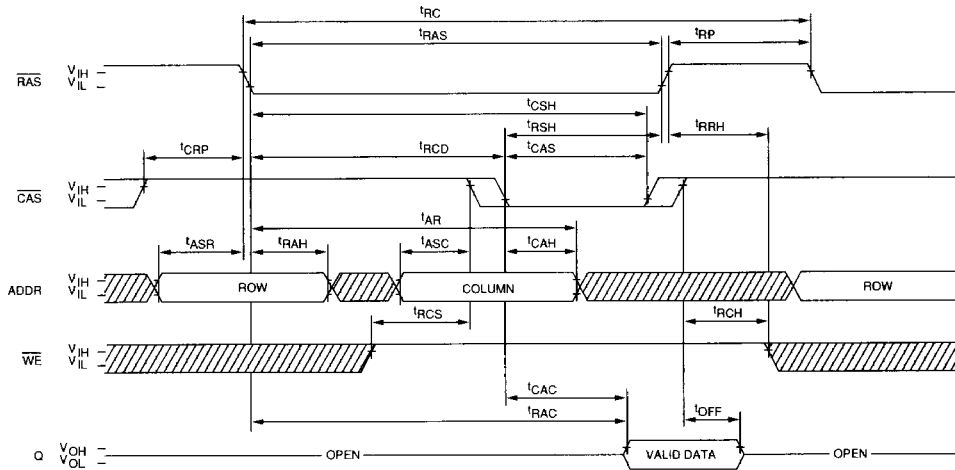 tRC
tRAS
tRP
RAS
VIH
VIL
tCSH
tRSH
tRRH
tCRP
tRCD
tCAS
CAS
VIH
VIL
tAR
tASR
tRAH
tASC
tCAH
ADDR
VIH
VIL
ROW
COLUMN
ROW
tRCS
tRCH
WE
VIH
VIL
tCAC
tRAC
tOFF
Q
VOH
VOL
OPEN
VALID DATA
OPEN